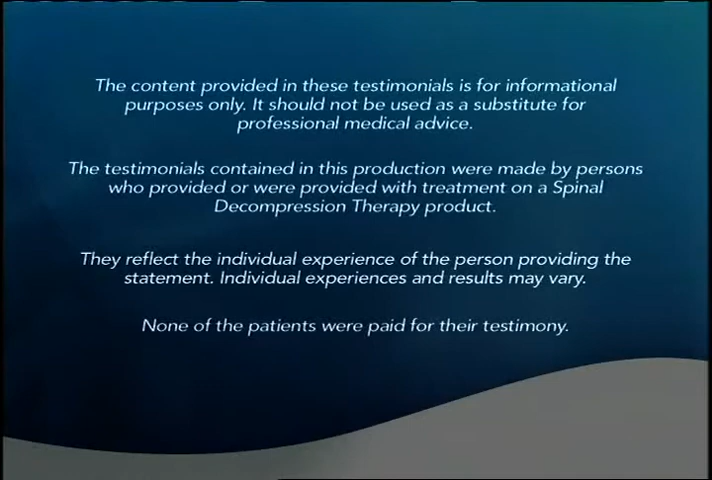 The content provided in these testimonials is for informational
purposes only. It should not be used as a substitute for
professional medical advice.
The testimonials contained in this production were made by persons
who provided or were provided with treatment on a Spinal
Decompression Therapy product.
They reflect the individual experience of the person providing the
statement. Individual experiences and results may vary.
None of the patients were paid for their testimony.